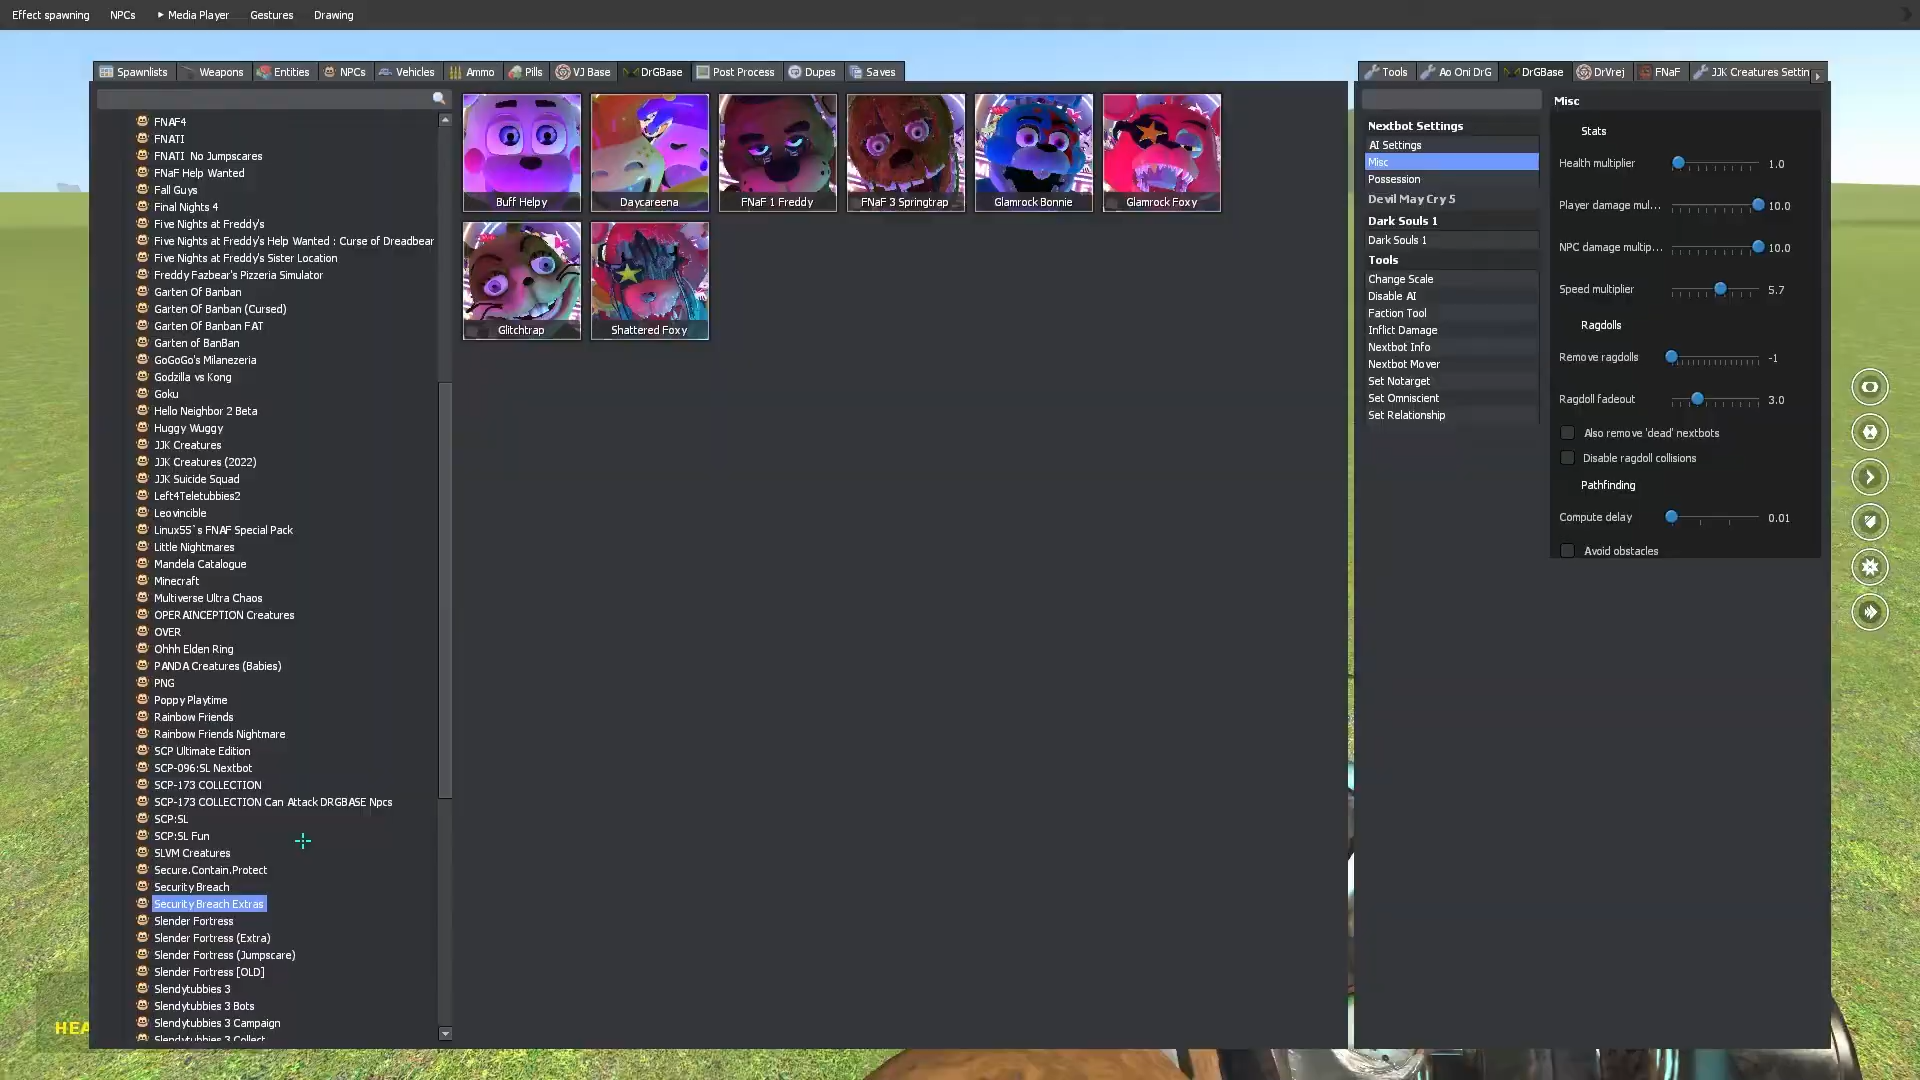 Effect spawning NPCs Media Player Gestures Drawing
Spawnlists Weapons Entities NPCs Vehicles Ammo Pills VJ Base DrGBase Post Process Dupes Saves
Tools Ao Oni DrG DrGBase DrVrej FNaF JJK Creatures Settin
FNAF4
FNATI
FNATI No Jumpscares
FNaF Help Wanted
Fall Guys
Final Nights 4
Five Nights at Freddy's
Five Nights at Freddy's Help Wanted : Curse of Dreadbear
Five Nights at Freddy's Sister Location
Freddy Fazbear's Pizzeria Simulator
Garten Of Banban
Garten Of Banban (Cursed)
Garten Of Banban FAT
Garten of BanBan
GoGoGo's Milanezeria
Godzilla vs Kong
Goku
Hello Neighbor 2 Beta
Huggy Wuggy
JJK Creatures
JJK Creatures (2022)
JJK Suicide Squad
Left4Teletubbies2
Leovincible
Linux55`s FNAF Special Pack
Little Nightmares
Mandela Catalogue
Minecraft
Multiverse Ultra Chaos
OPERAINCEPTION Creatures
OVER
Ohhh Elden Ring
PANDA Creatures (Babies)
PNG
Poppy Playtime
Rainbow Friends
Rainbow Friends Nightmare
SCP Ultimate Edition
SCP-096:SL Nextbot
SCP-173 COLLECTION
SCP-173 COLLECTION Can Attack DRGBASE Npcs
SCP:SL
SCP:SL Fun
SLVM Creatures
Secure.Contain.Protect
Security Breach
Security Breach Extras
Slender Fortress
Slender Fortress (Extra)
Slender Fortress (Jumpscare)
Slender Fortress [OLD]
Slendytubbies 3
Slendytubbies 3 Bots
Slendytubbies 3 Campaign
Slendytubbies 3 Collect
HEA
Buff Helpy Daycareena FNaF 1 Freddy FNaF 3 Springtrap Glamrock Bonnie Glamrock Foxy
Glitchtrap Shattered Foxy
Nextbot Settings
AI Settings
Misc
Possession
Devil May Cry 5
Dark Souls 1
Dark Souls 1
Tools
Change Scale
Disable AI
Faction Tool
Inflict Damage
Nextbot Info
Nextbot Mover
Set Notarget
Set Omniscient
Set Relationship
Misc
Stats
Health multiplier 1.0
Player damage mul... 10.0
NPC damage multip... 10.0
Speed multiplier 5.7
Ragdolls
Remove ragdolls -1
Ragdoll fadeout 3.0
Also remove 'dead' nextbots
Disable ragdoll collisions
Pathfinding
Compute delay 0.01
Avoid obstacles